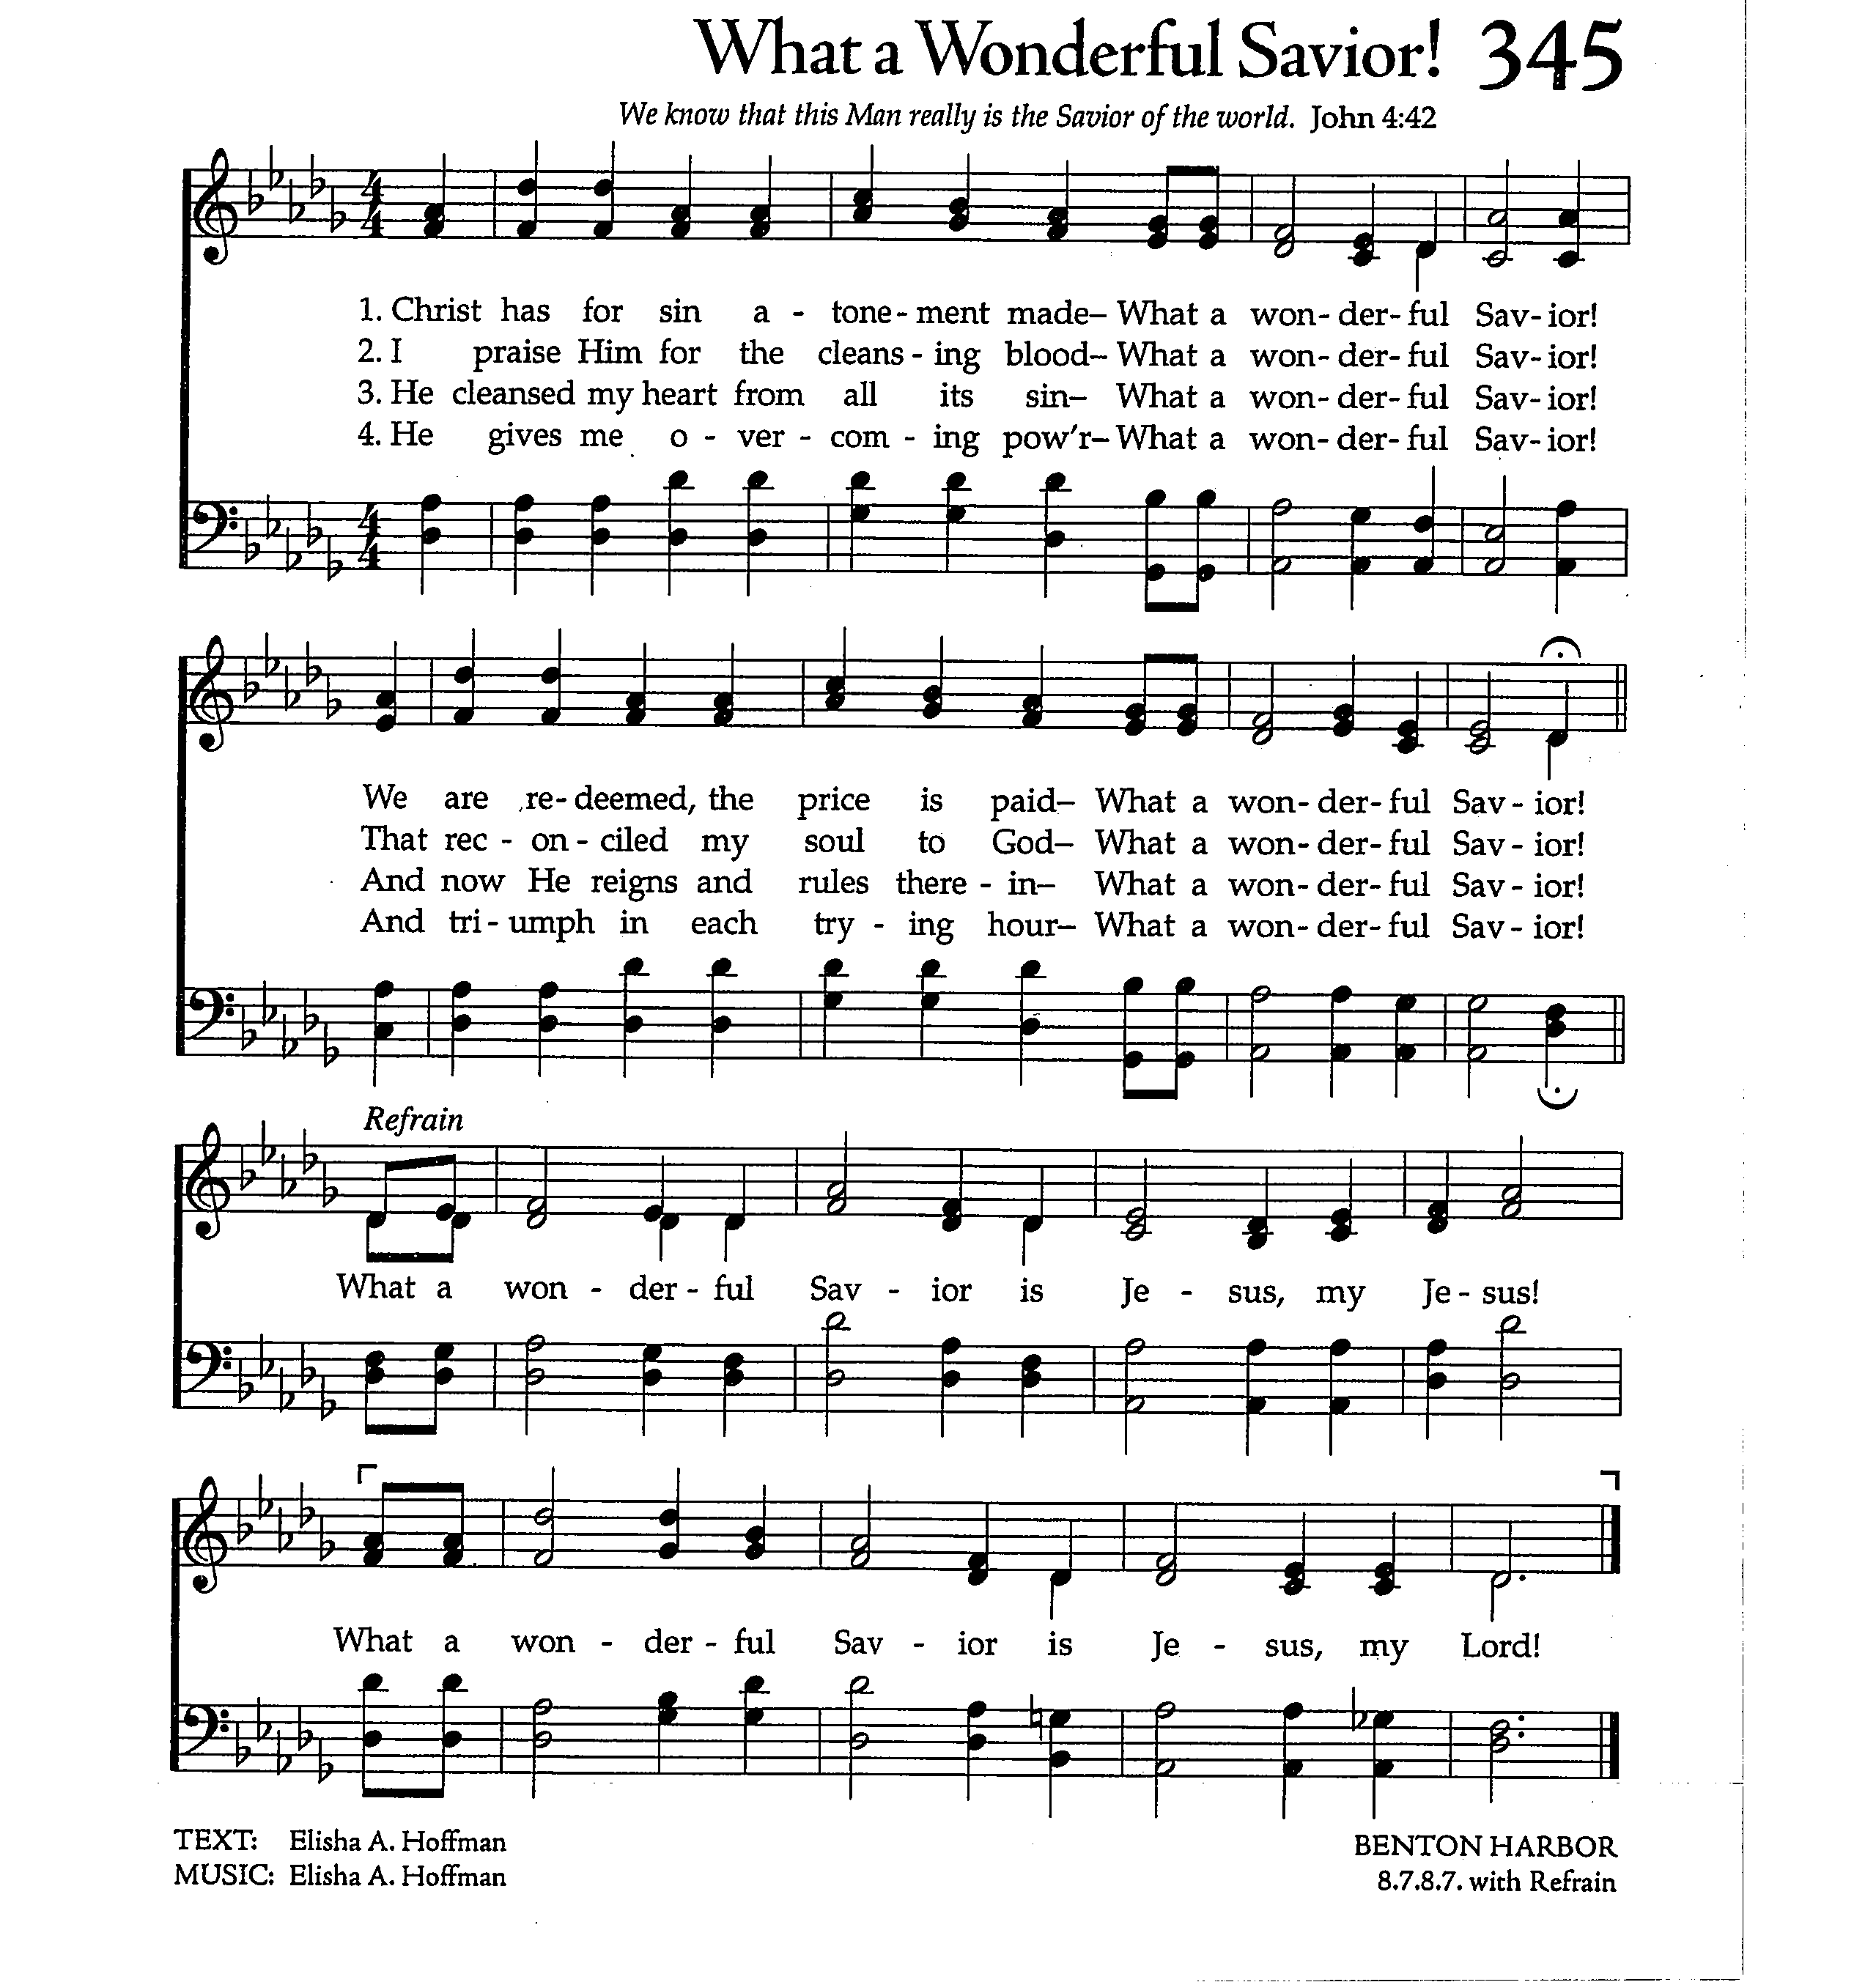 What a Wonderful Savior! 345
We know that this Man really is the Savior of the world. John 4:42
1. Christ has for sin a - tone - ment made– What a won - der - ful Sav - ior!
2. I praise Him for the cleans - ing blood– What a won - der - ful Sav - ior!
3. He cleansed my heart from all its sin– What a won - der - ful Sav - ior!
4. He gives me o - ver - com - ing pow'r– What a won - der - ful Sav - ior!
We are re - deemed, the price is paid– What a won - der - ful Sav - ior!
That rec - on - ciled my soul to God– What a won - der - ful Sav - ior!
And now He reigns and rules there - in– What a won - der - ful Sav - ior!
And tri - umph in each try - ing hour– What a won - der - ful Sav - ior!
Refrain
What a won - der - ful Sav - ior is Je - sus, my Je - sus!
What a won - der - ful Sav - ior is Je - sus, my Lord!
TEXT: Elisha A. Hoffman
MUSIC: Elisha A. Hoffman
BENTON HARBOR
8.7.8.7. with Refrain